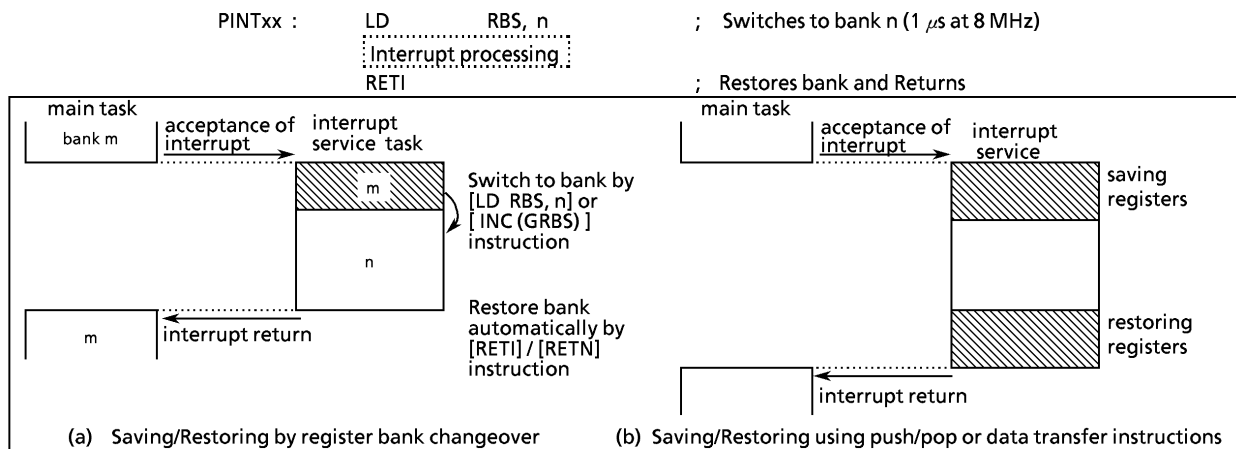 PINTxx : LD RBS, n ; Switches to bank n (1 μs at 8 MHz)
Interrupt processing
RETI ; Restores bank and Returns
main task
bank m
acceptance of
interrupt
interrupt
service task
m
Switch to bank by
[LD RBS, n] or
[ INC (GRBS) ]
instruction
n
Restore bank
automatically by
[RETI] / [RETN]
instruction
interrupt return
m
(a) Saving/Restoring by register bank changeover
main task
acceptance of
interrupt
interrupt
service
saving
registers
restoring
registers
interrupt return
(b) Saving/Restoring using push/pop or data transfer instructions